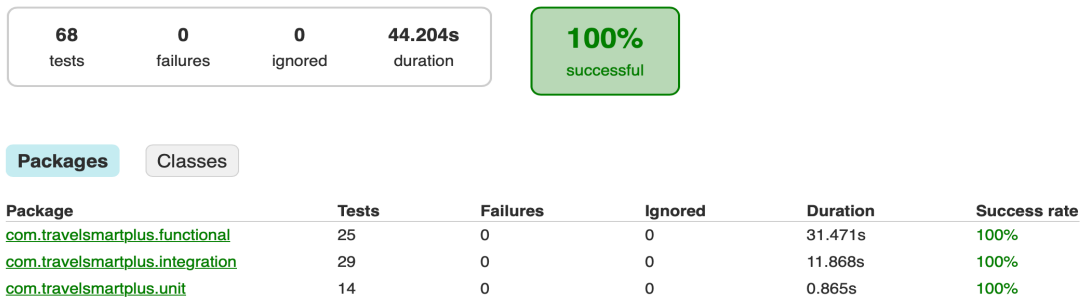 68 0 0 44.204s 100%
tests failures ignored duration successful
Packages Classes
Package Tests Failures Ignored Duration Success rate
com.travelsmartplus.functional 25 0 0 31.471s 100%
com.travelsmartplus.integration 29 0 0 11.868s 100%
com.travelsmartplus.unit 14 0 0 0.865s 100%